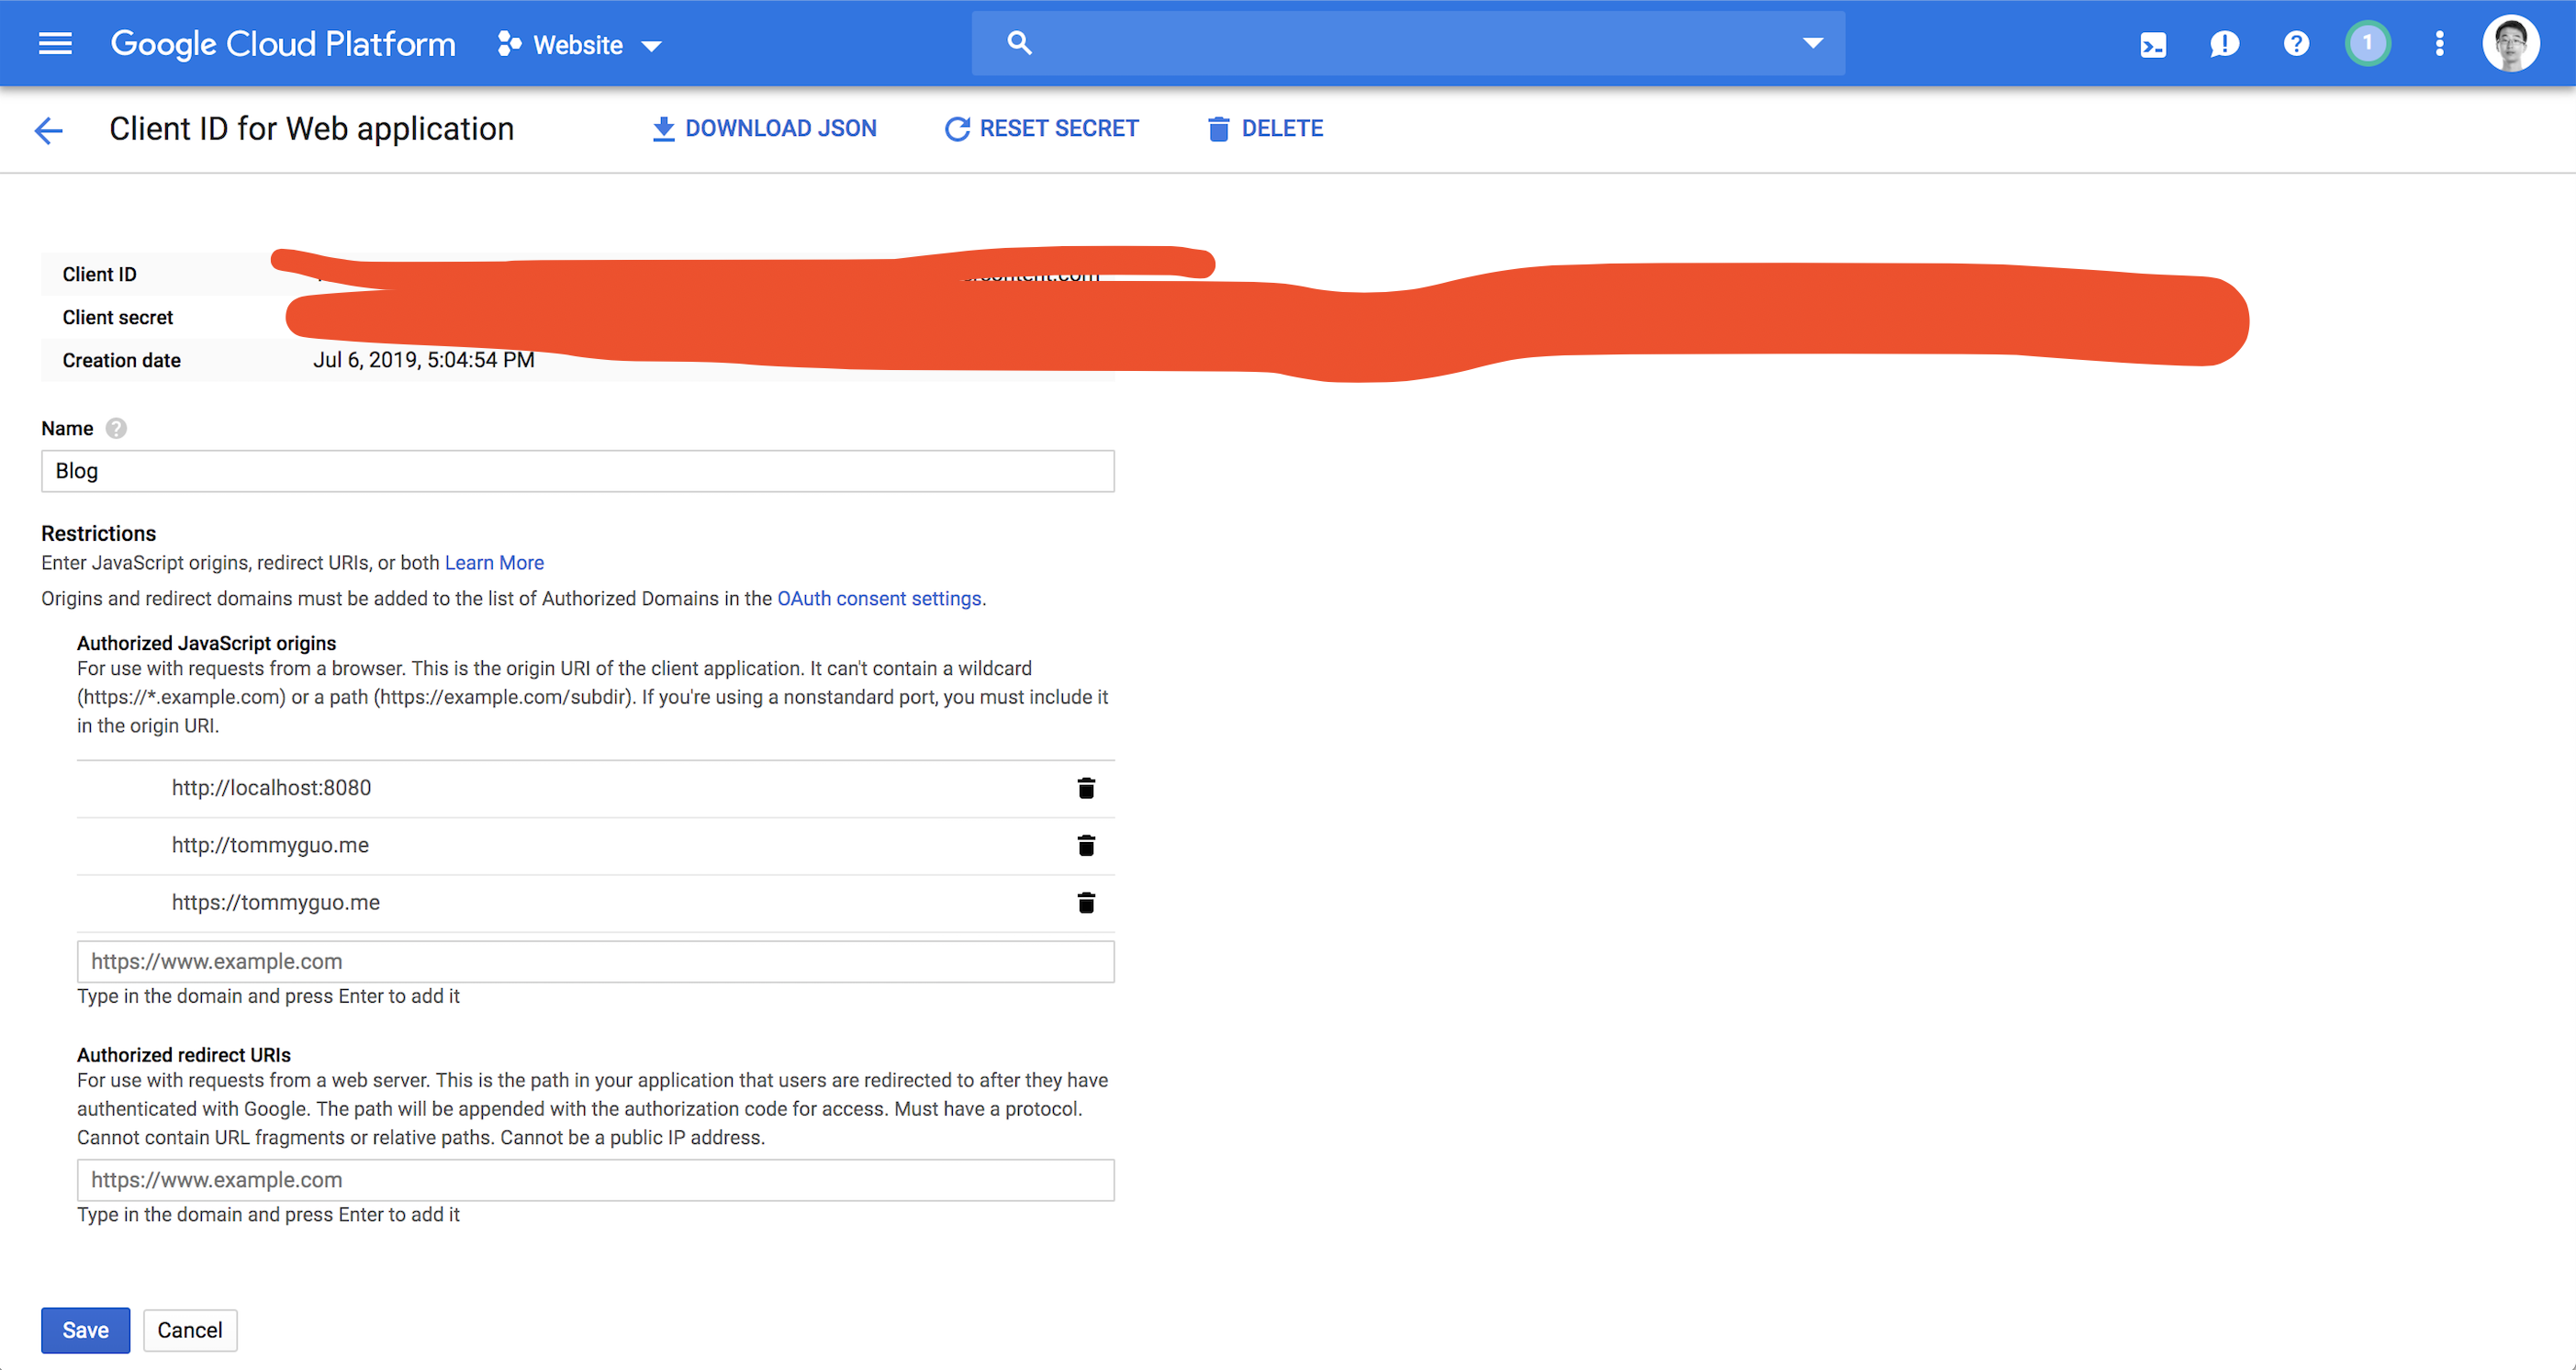 Google Cloud Platform Website 1
Client ID for Web application DOWNLOAD JSON RESET SECRET DELETE
Client ID
Client secret
Creation date Jul 6, 2019, 5:04:54 PM
Name ?
Blog
Restrictions
Enter JavaScript origins, redirect URIs, or both Learn More
Origins and redirect domains must be added to the list of Authorized Domains in the OAuth consent settings.
Authorized JavaScript origins
For use with requests from a browser. This is the origin URI of the client application. It can't contain a wildcard
(https://*.example.com) or a path (https://example.com/subdir). If you're using a nonstandard port, you must include it
in the origin URI.
http://localhost:8080
http://tommyguo.me
https://tommyguo.me
https://www.example.com
Type in the domain and press Enter to add it
Authorized redirect URIs
For use with requests from a web server. This is the path in your application that users are redirected to after they have
authenticated with Google. The path will be appended with the authorization code for access. Must have a protocol.
Cannot contain URL fragments or relative paths. Cannot be a public IP address.
https://www.example.com
Type in the domain and press Enter to add it
Save Cancel